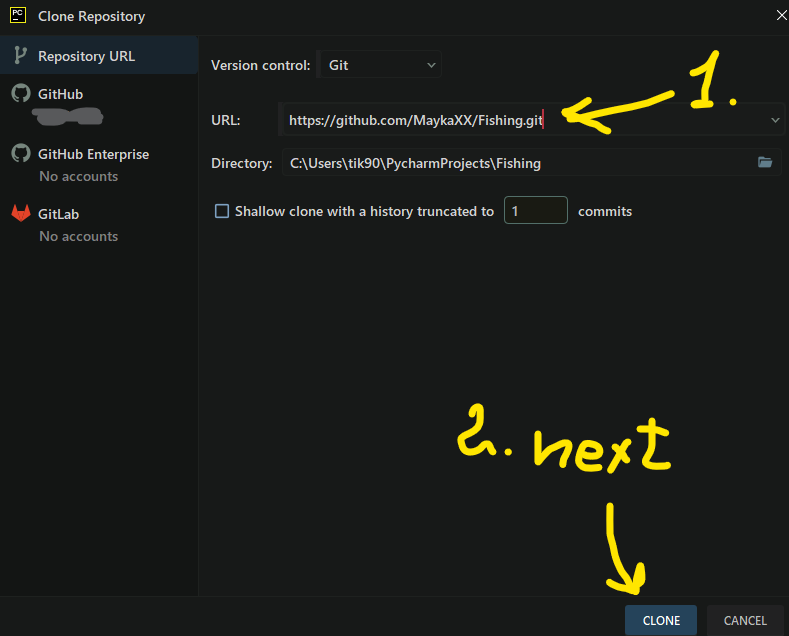 PC
Clone Repository
Repository URL
GitHub
GitHub Enterprise
No accounts
GitLab
No accounts
Version control: Git
1.
URL: https://github.com/MaykaXX/Fishing.git
Directory: C:\Users\tik90\PycharmProjects\Fishing
Shallow clone with a history truncated to 1 commits
2. next
CLONE CANCEL